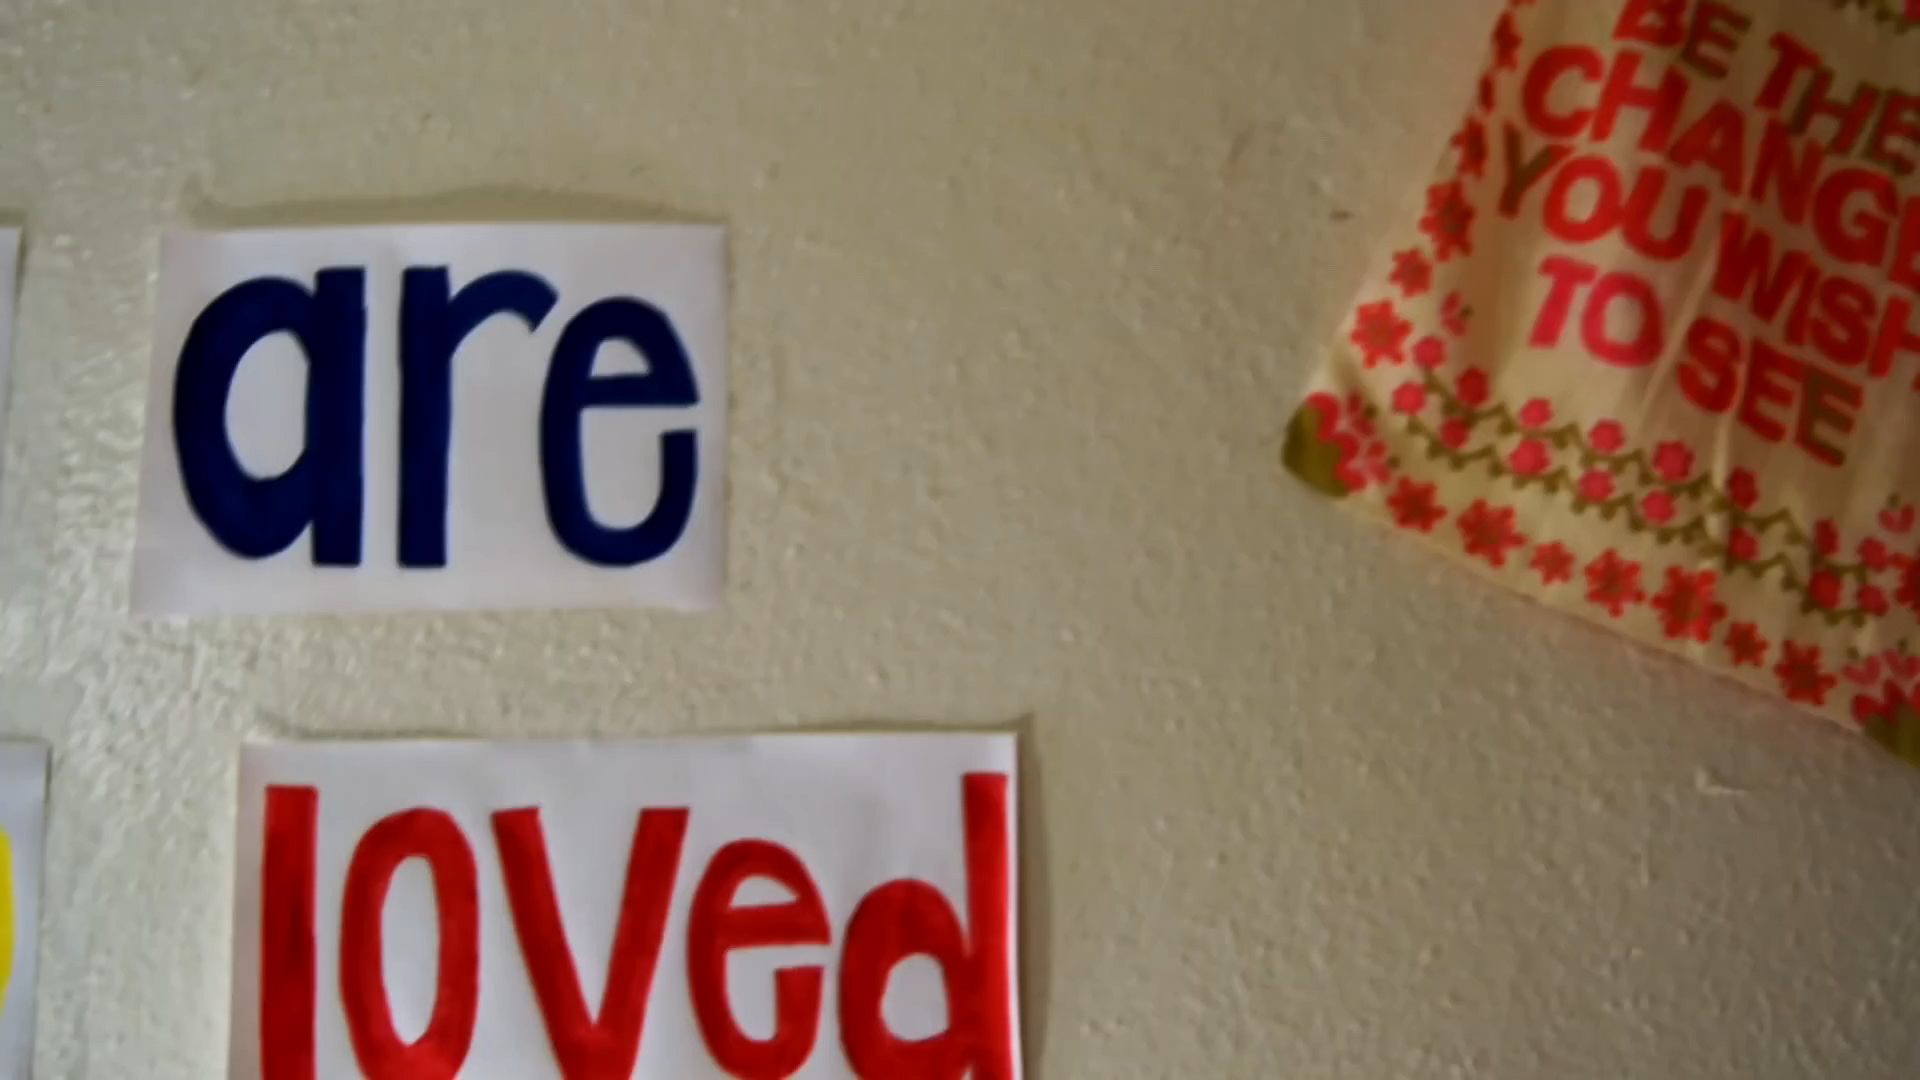 are
loved
BE THE
CHANGE
YOU WISH
TO SEE